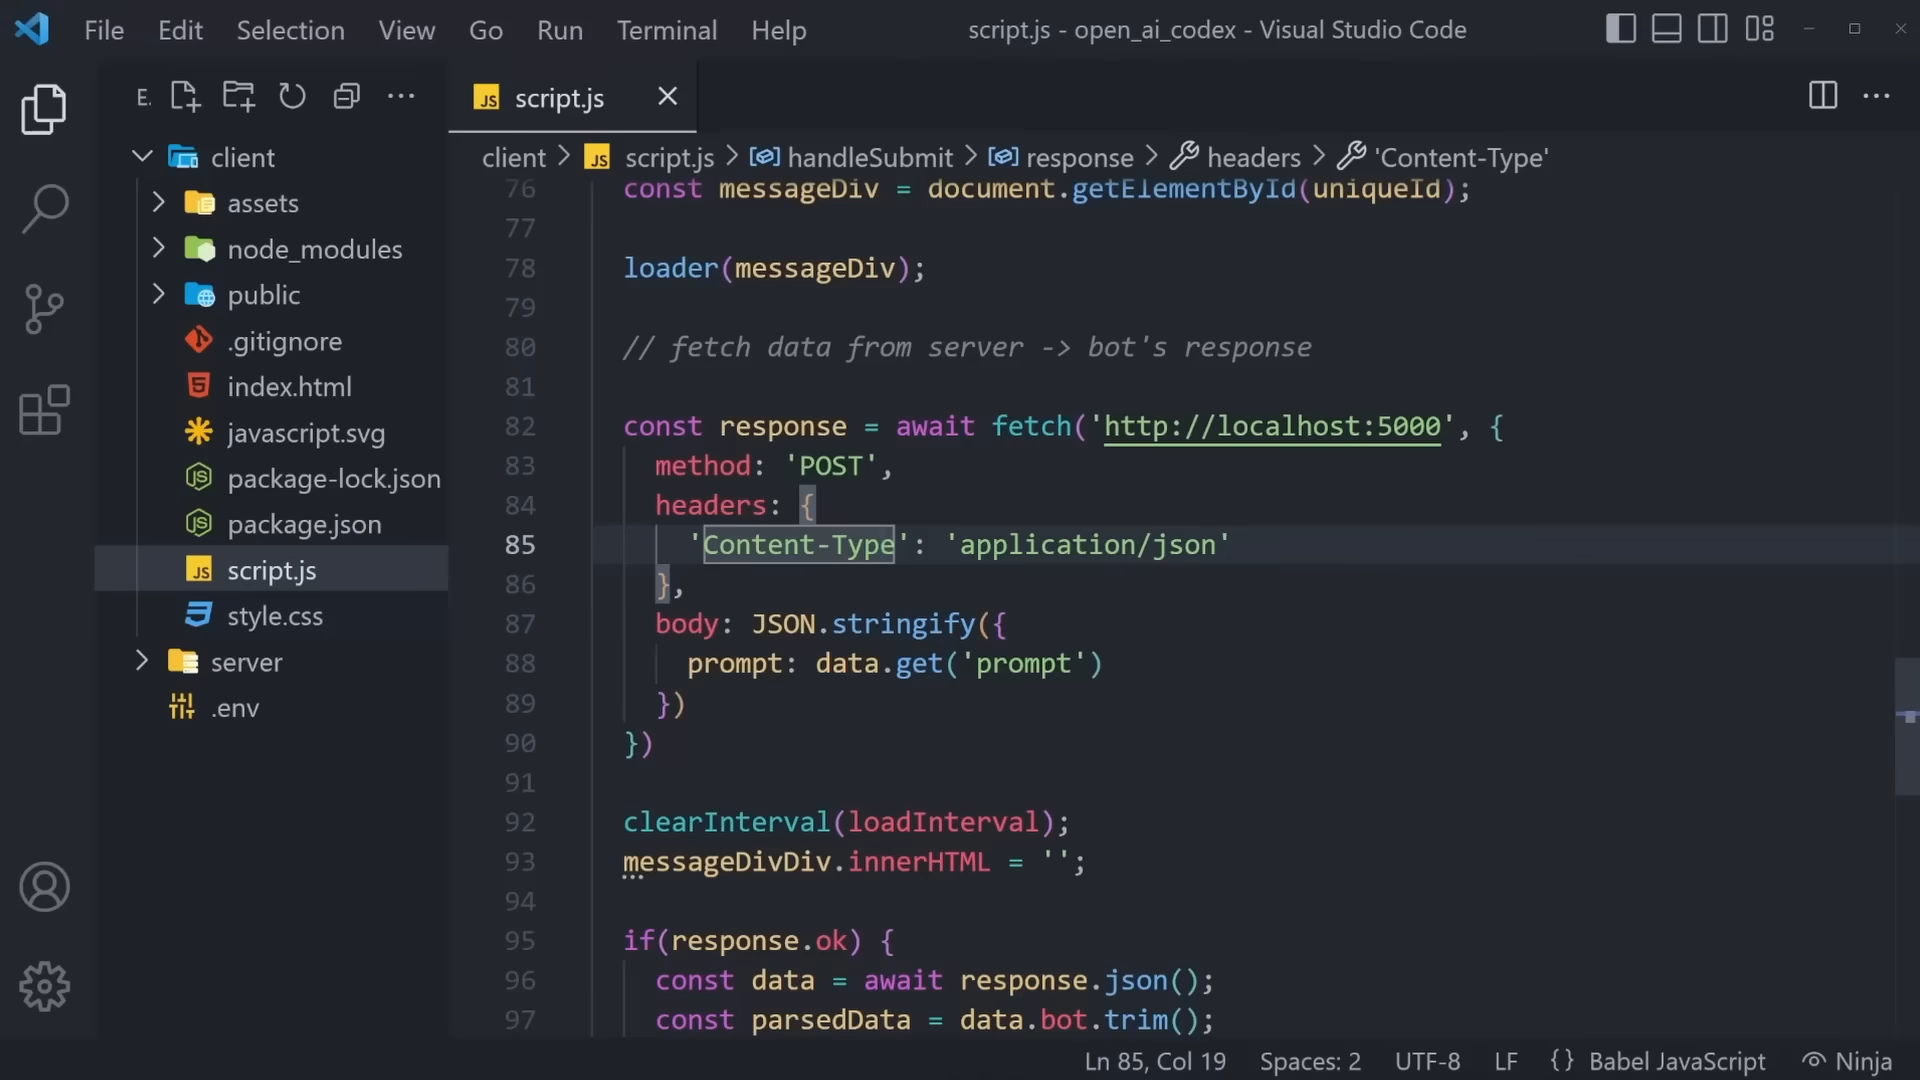 File Edit Selection View Go Run Terminal Help script.js - open_ai_codex - Visual Studio Code
E.
client
assets
node_modules
public
.gitignore
index.html
javascript.svg
package-lock.json
package.json
script.js
style.css
server
.env
JS script.js
client > JS script.js > handleSubmit > response > headers > 'Content-Type'
76 const messageDiv = document.getElementById(uniqueId);
77
78 loader(messageDiv);
79
80 // fetch data from server -> bot's response
81
82 const response = await fetch('http://localhost:5000', {
83 method: 'POST',
84 headers: {
85 'Content-Type': 'application/json'
86 },
87 body: JSON.stringify({
88 prompt: data.get('prompt')
89 })
90 })
91
92 clearInterval(loadInterval);
93 messageDivDiv.innerHTML = '';
94
95 if(response.ok) {
96 const data = await response.json();
97 const parsedData = data.bot.trim();
Ln 85, Col 19 Spaces: 2 UTF-8 LF {} Babel JavaScript Ninja